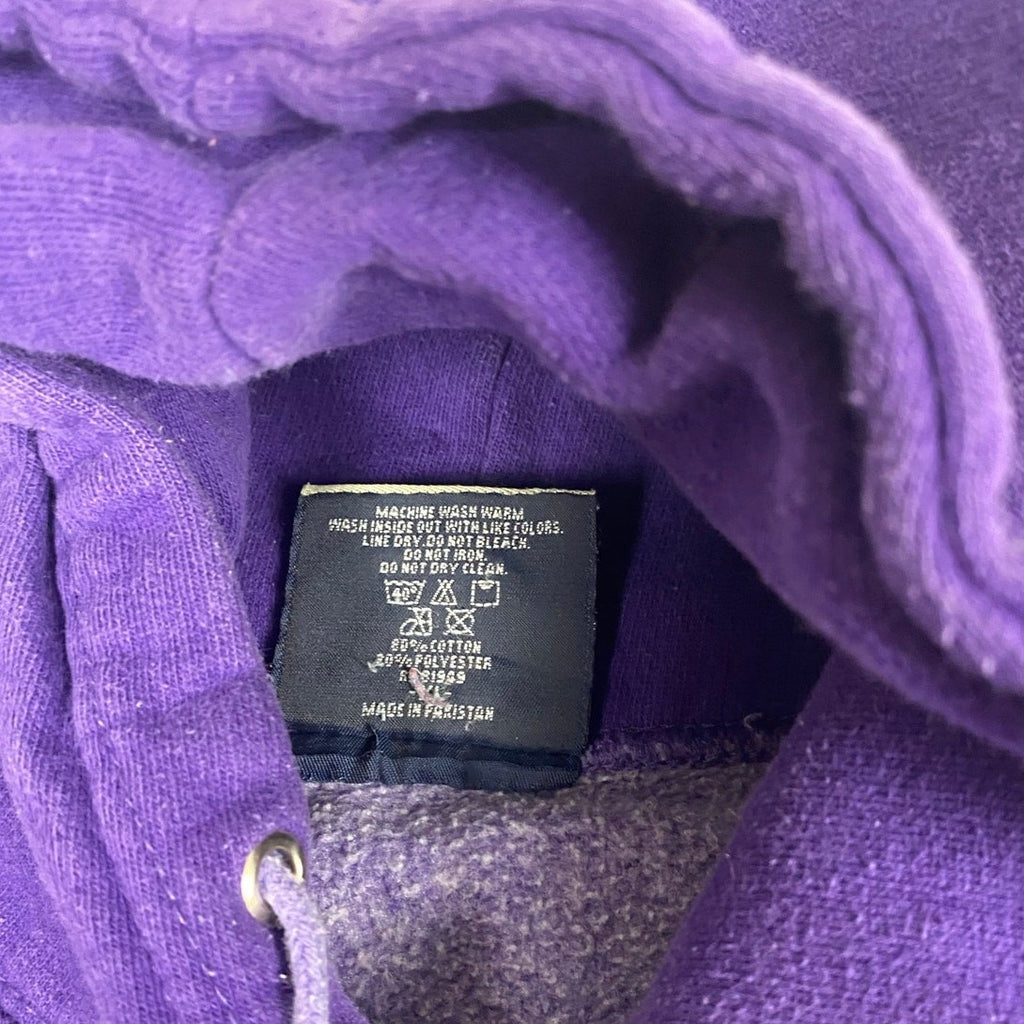 MACHINE WASH WARM
WASH INSIDE OUT WITH LIKE COLORS.
LINE DRY. DO NOT BLEACH.
DO NOT IRON.
DO NOT DRY CLEAN.
40°
80% COTTON
20% POLYESTER
81949
MADE IN PAKISTAN